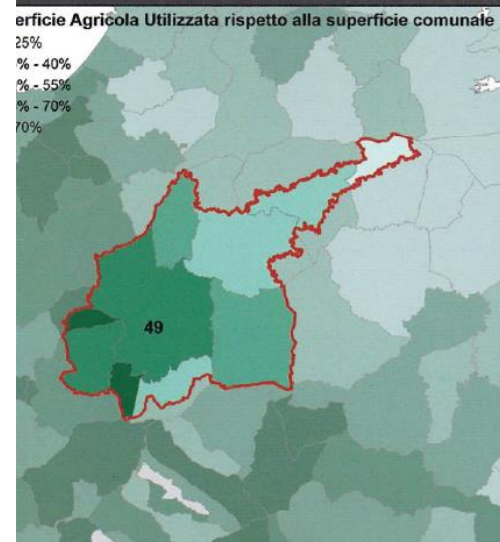 erficie Agricola Utilizzata rispetto alla superficie comunale
25%
% - 40%
% - 55%
% - 70%
70%
49